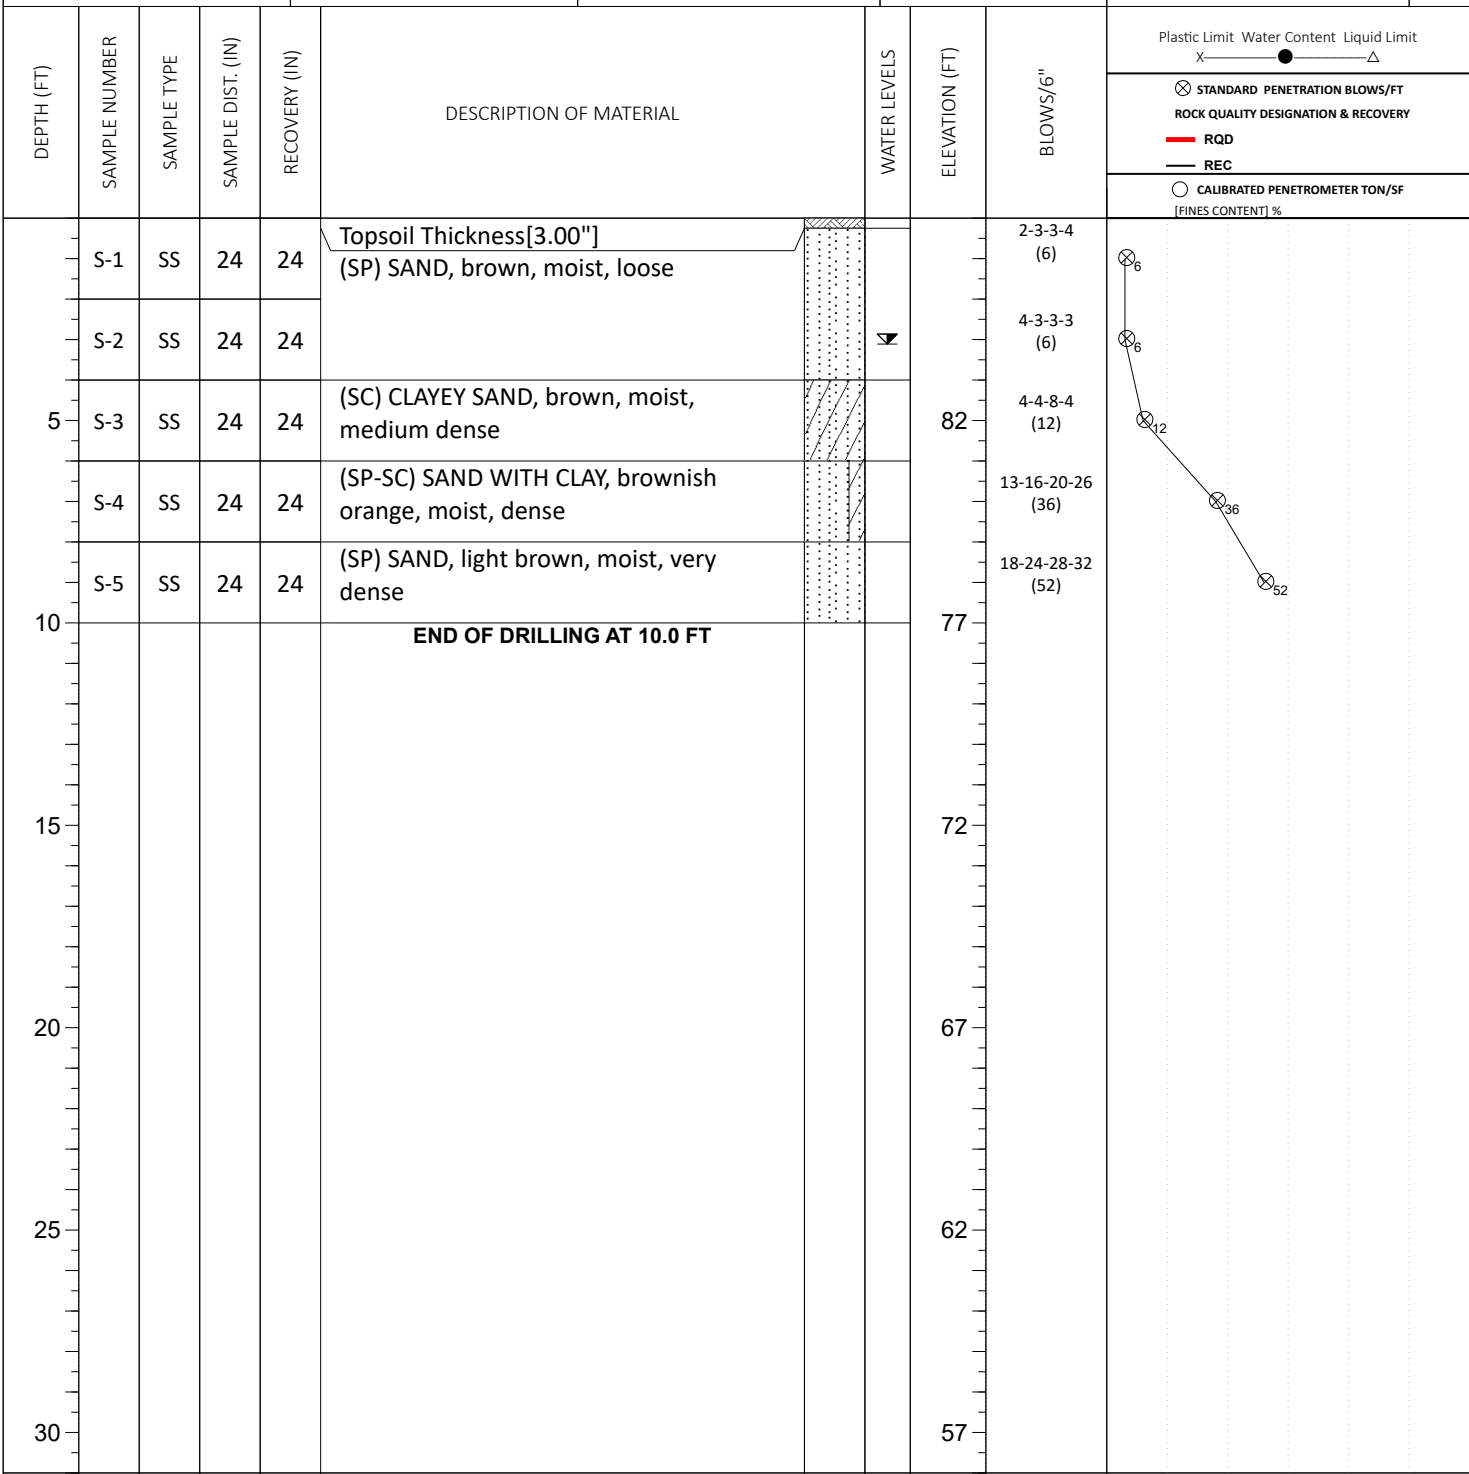 DEPTH (FT)
SAMPLE NUMBER
SAMPLE TYPE
SAMPLE DIST. (IN)
RECOVERY (IN)
DESCRIPTION OF MATERIAL
WATER LEVELS
ELEVATION (FT)
BLOWS/6"
Plastic Limit Water Content Liquid Limit
X
STANDARD PENETRATION BLOWS/FT
ROCK QUALITY DESIGNATION & RECOVERY
RQD
REC
CALIBRATED PENETROMETER TON/SF
[FINES CONTENT] %
Topsoil Thickness[3.00"]
2-3-3-4
S-1 SS 24 24 (SP) SAND, brown, moist, loose (6) 6
4-3-3-3
S-2 SS 24 24 (6) 6
(SC) CLAYEY SAND, brown, moist, 4-4-8-4
5 S-3 SS 24 24 medium dense 82 (12) 12
(SP-SC) SAND WITH CLAY, brownish 13-16-20-26
S-4 SS 24 24 orange, moist, dense (36) 36
(SP) SAND, light brown, moist, very 18-24-28-32
S-5 SS 24 24 dense (52) 52
10 END OF DRILLING AT 10.0 FT 77
15 72
20 67
25 62
30 57